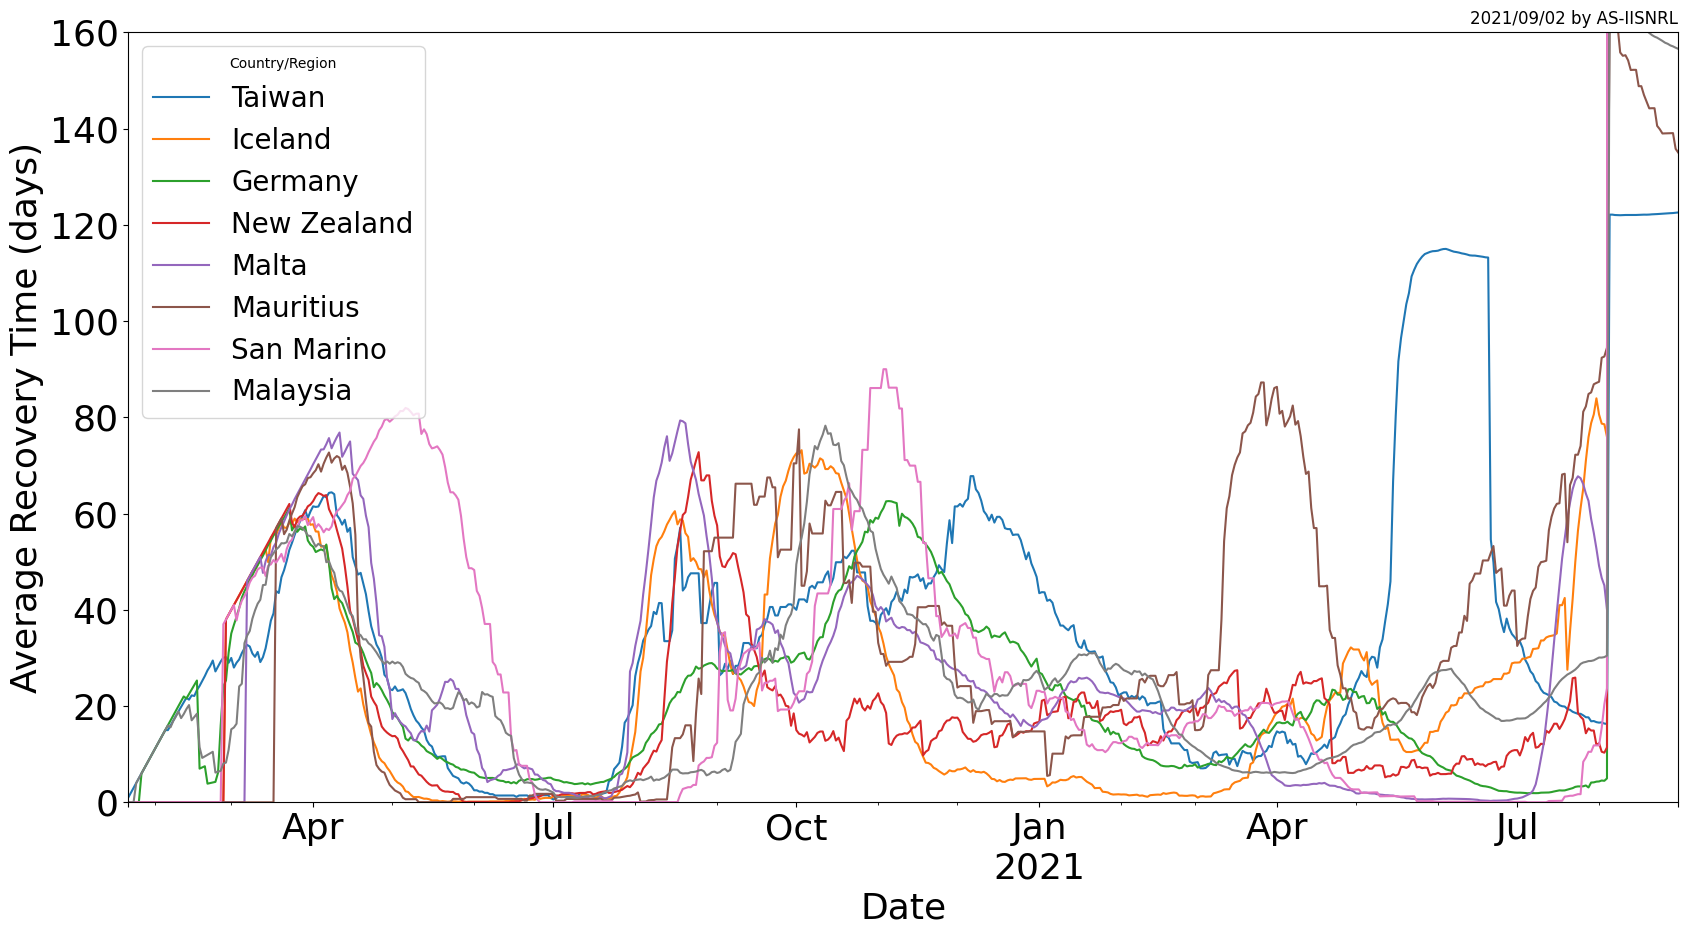 2021/09/02 by AS-IISNRL
160
140
120
100
80
60
40
20
0
Average Recovery Time (days)
Country/Region
Taiwan
Iceland
Germany
New Zealand
Malta
Mauritius
San Marino
Malaysia
Apr
Jul
Oct
Jan
2021
Apr
Jul
Date